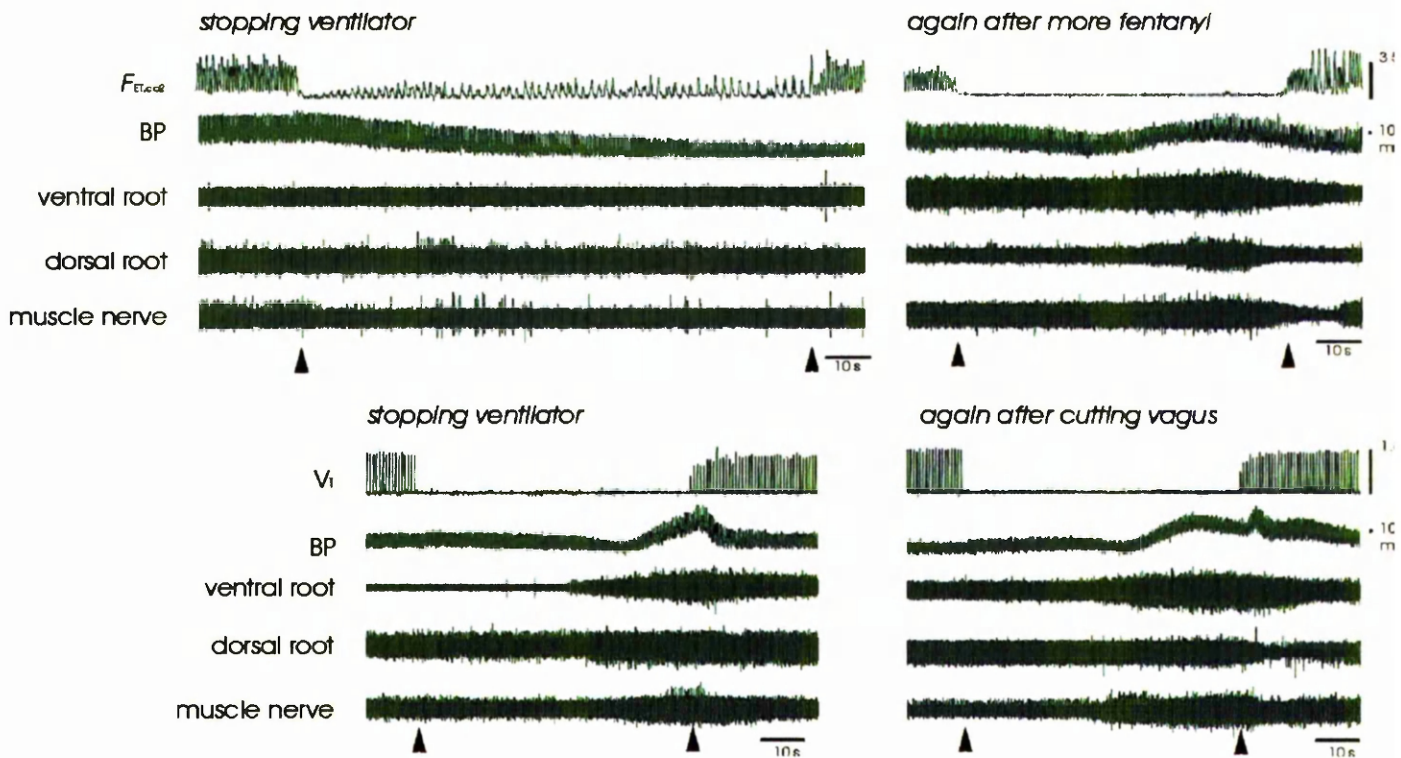 stopping ventilator
again after more fentanyl
BP
ventral root
dorsal root
muscle nerve
10s
10s
stopping ventilator
again after cutting vagus
BP
ventral root
dorsal root
muscle nerve
10s
10s